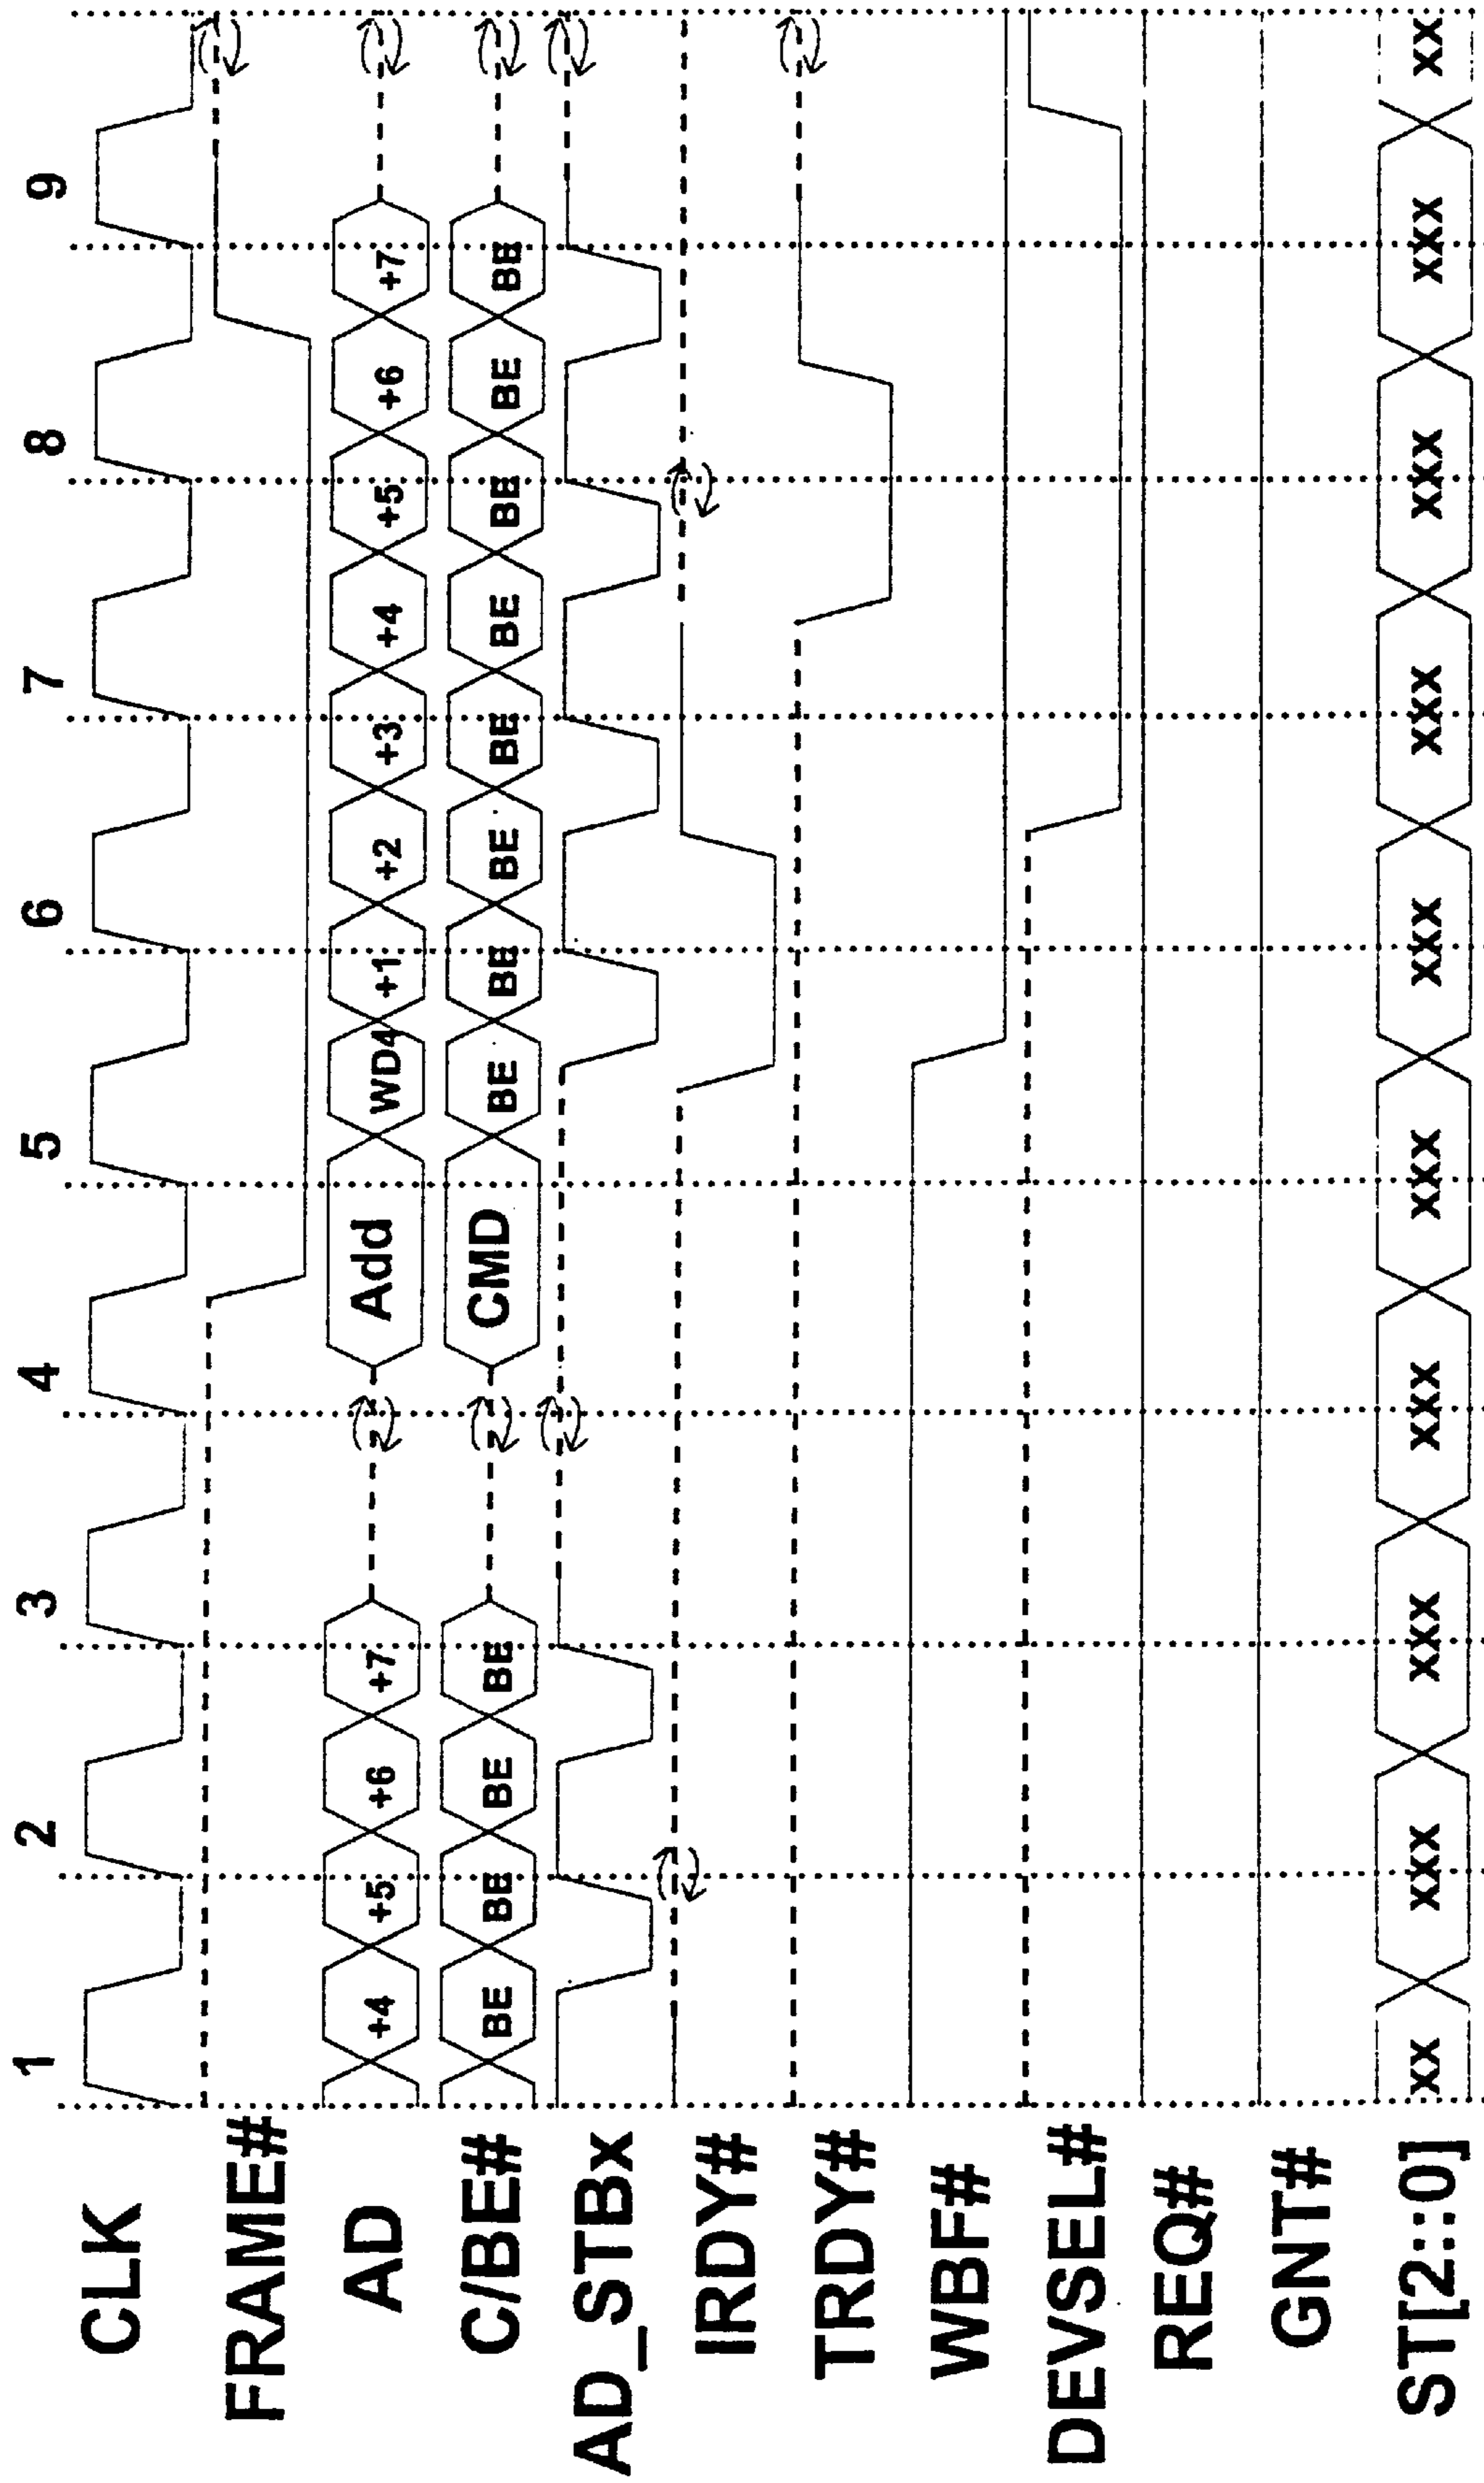 1 2 3 4 5 6 7 8 9
CLK
FRAME#
AD +4 +5 +6 +7 Add WD4 +1 +2 +3 +4 +5 +6 +7
C/BE# BE BE BE BE CMD BE BE BE BE BE BE BE BE
AD_STBx
IRDY#
TRDY#
WBF#
DEVSEL#
REQ#
GNT#
ST[2::0] xx xxx xxx xxx xxx xxx xxx xxx xxx xx